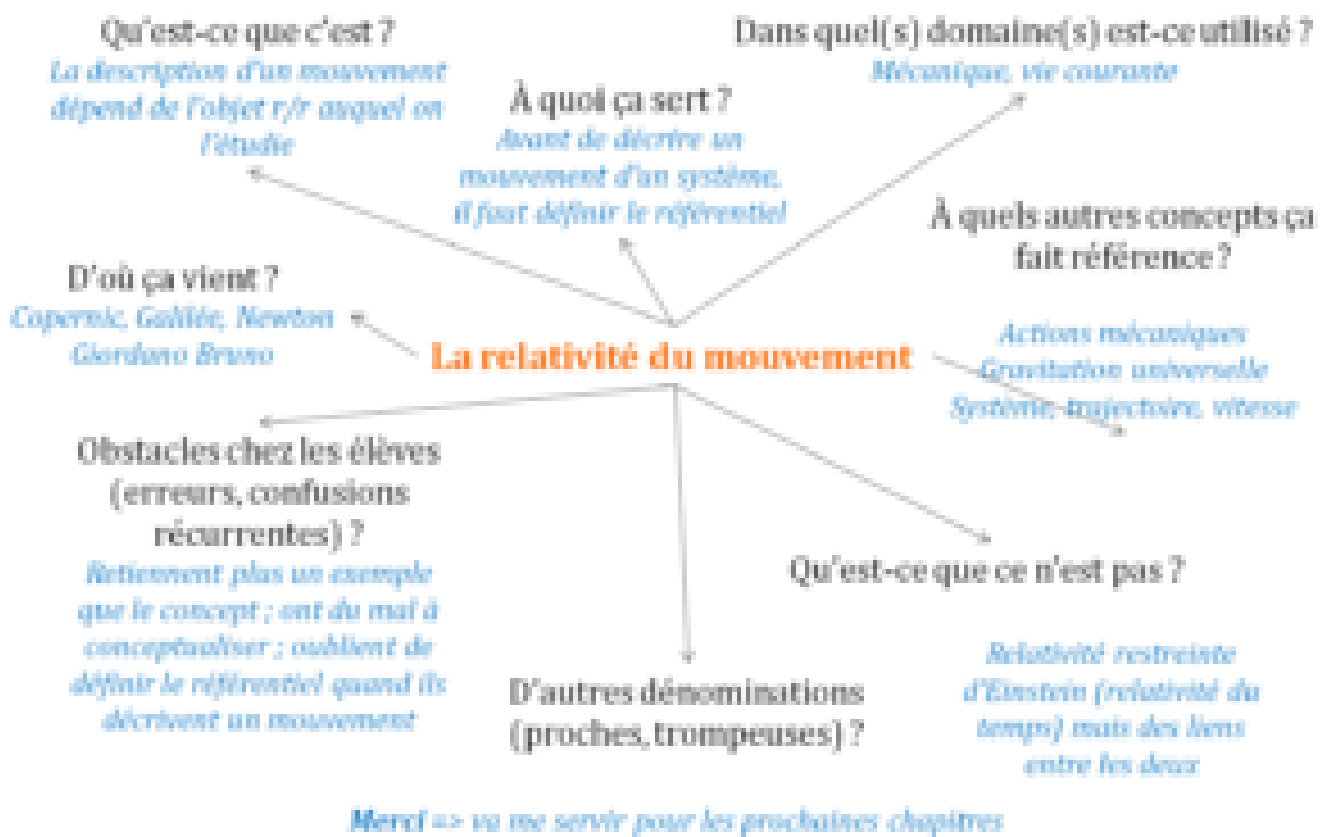 Qu'est-ce que c'est ?
La description d'un mouvement
dépend de l'objet r/r auquel on
l'étudie
Dans quel(s) domaine(s) est-ce utilisé ?
Mécanique, vie courante
À quoi ça sert ?
Avant de décrire un
mouvement d'un système,
il faut définir le référentiel
À quels autres concepts ça
fait référence ?
Actions mécaniques
Gravitation universelle
Système, trajectoire, vitesse
D'où ça vient ?
Copernic, Galilée, Newton
Giordano Bruno
La relativité du mouvement
Obstacles chez les élèves
(erreurs, confusions
récurrentes) ?
Retiennent plus un exemple
que le concept ; ont du mal à
conceptualiser ; oublient de
définir le référentiel quand ils
décrivent un mouvement
D'autres dénominations
(proches, trompeuses) ?
Qu'est-ce que ce n'est pas ?
Relativité restreinte
d'Einstein (relativité du
temps) mais des liens
entre les deux
Merci => va me servir pour les prochaines chapitres